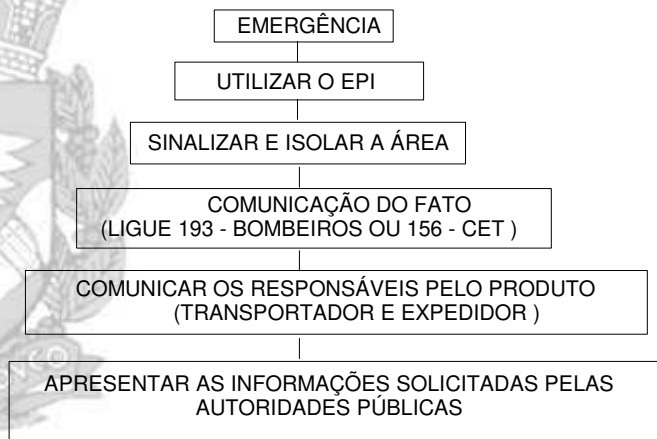 EMERGÊNCIA
UTILIZAR O EPI
SINALIZAR E ISOLAR A ÁREA
COMUNICAÇÃO DO FATO
(LIGUE 193 - BOMBEIROS OU 156 - CET )
COMUNICAR OS RESPONSÁVEIS PELO PRODUTO
(TRANSPORTADOR E EXPEDIDOR )
APRESENTAR AS INFORMAÇÕES SOLICITADAS PELAS
AUTORIDADES PÚBLICAS